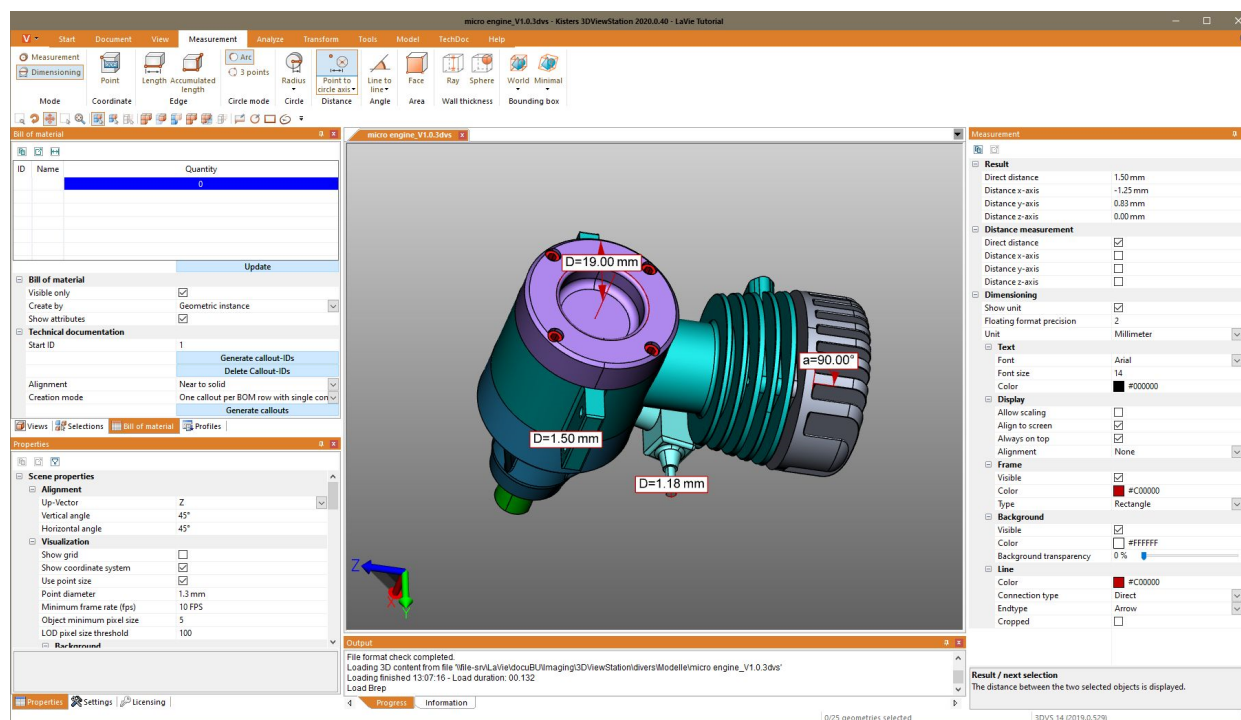 micro engine_V1.0.3dvs - Kisters 3DViewStation 2020.0.40 - LaVie Tutorial
V Start Document View Measurement Analyze Transform Tools Model TechDoc Help
Measurement
Dimensioning
Point
Length
Accumulated length
Arc
3 points
Radius
Point to circle axis
Line to line
Face
Ray
Sphere
World
Minimal
Mode Coordinate Edge Circle mode Circle Distance Angle Area Wall thickness Bounding box
Bill of material
ID Name Quantity
0
Update
Bill of material
Visible only
Create by Geometric instance
Show attributes
Technical documentation
Start ID 1
Generate callout-IDs
Delete Callout-IDs
Alignment Near to solid
Creation mode One callout per BOM row with single con
Generate callouts
Views Selections Bill of material Profiles
Properties
Scene properties
Alignment
Up-Vector Z
Vertical angle 45°
Horizontal angle 45°
Visualization
Show grid
Show coordinate system
Use point size
Point diameter 1.3 mm
Minimum frame rate (fps) 10 FPS
Object minimum pixel size 5
LOD pixel size threshold 100
Background
Properties Settings Licensing
micro engine_V1.0.3dvs
D=19.00 mm
a=90.00°
D=1.50 mm
D=1.18 mm
Z
X
Y
Output
File format check completed.
Loading 3D content from file '\\file-srv\LaVie\docuBU\Imaging\3DViewStation\divers\Modelle\micro engine_V1.0.3dvs'
Loading finished 13:07:16 - Load duration: 00.132
Load Brep
Progress Information
Measurement
Result
Direct distance 1.50 mm
Distance x-axis -1.25 mm
Distance y-axis 0.83 mm
Distance z-axis 0.00 mm
Distance measurement
Direct distance
Distance x-axis
Distance y-axis
Distance z-axis
Dimensioning
Show unit
Floating format precision 2
Unit Millimeter
Text
Font Arial
Font size 14
Color #000000
Display
Allow scaling
Align to screen
Always on top
Alignment None
Frame
Visible
Color #C00000
Type Rectangle
Background
Visible
Color #FFFFFF
Background transparency 0 %
Line
Color #C00000
Connection type Direct
Endtype Arrow
Cropped
Result / next selection
The distance between the two selected objects is displayed.
0/25 geometries selected 3DVS 14 (2019.0.529)